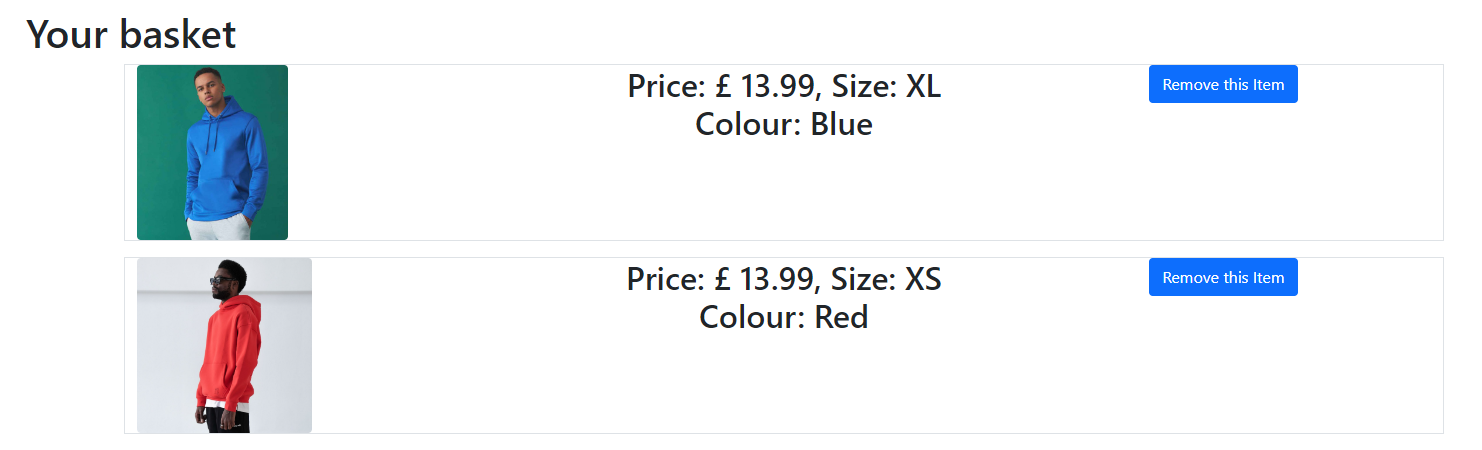 Your basket
Price: £ 13.99, Size: XL
Colour: Blue
Remove this Item
Price: £ 13.99, Size: XS
Colour: Red
Remove this Item